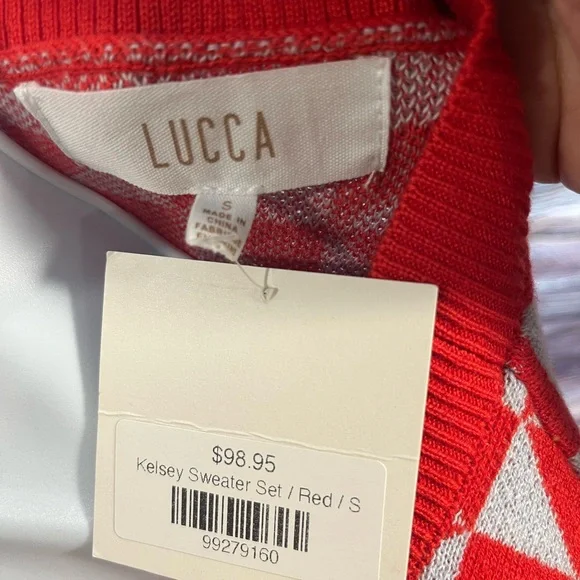 LUCCA
S
MADE IN
CHINA
$98.95
Kelsey Sweater Set / Red / S
99279160